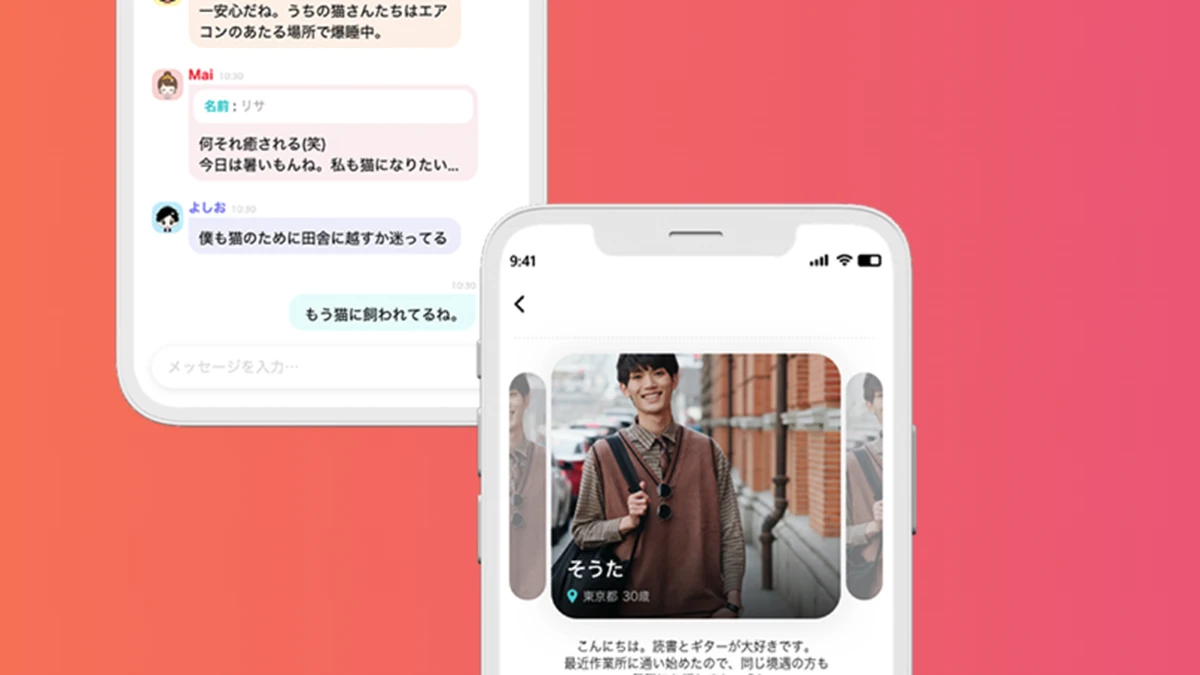 一安心だね。うちの猫さんたちはエア
コンのあたる場所で爆睡中。
Mai 10:30
名前：リサ
何それ癒される(笑)
今日は暑いもんね。私も猫になりたい...
よしお 10:30
僕も猫のために田舎に越すか迷ってる
10:30
もう猫に飼われてるね。
メッセージを入力…
9:41
そうた
東京都 30歳
こんにちは。読書とギターが大好きです。
最近作業所に通い始めたので、同じ境遇の方も